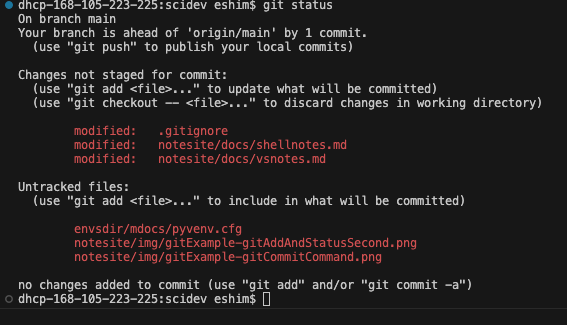 dhcp-168-105-223-225:scidev eshim$ git status
On branch main
Your branch is ahead of 'origin/main' by 1 commit.
  (use "git push" to publish your local commits)

Changes not staged for commit:
  (use "git add <file>..." to update what will be committed)
  (use "git checkout -- <file>..." to discard changes in working directory)

        modified:   .gitignore
        modified:   notesite/docs/shellnotes.md
        modified:   notesite/docs/vsnotes.md

Untracked files:
  (use "git add <file>..." to include in what will be committed)

        envsdir/mdocs/pyvenv.cfg
        notesite/img/gitExample-gitAddAndStatusSecond.png
        notesite/img/gitExample-gitCommitCommand.png

no changes added to commit (use "git add" and/or "git commit -a")
dhcp-168-105-223-225:scidev eshim$